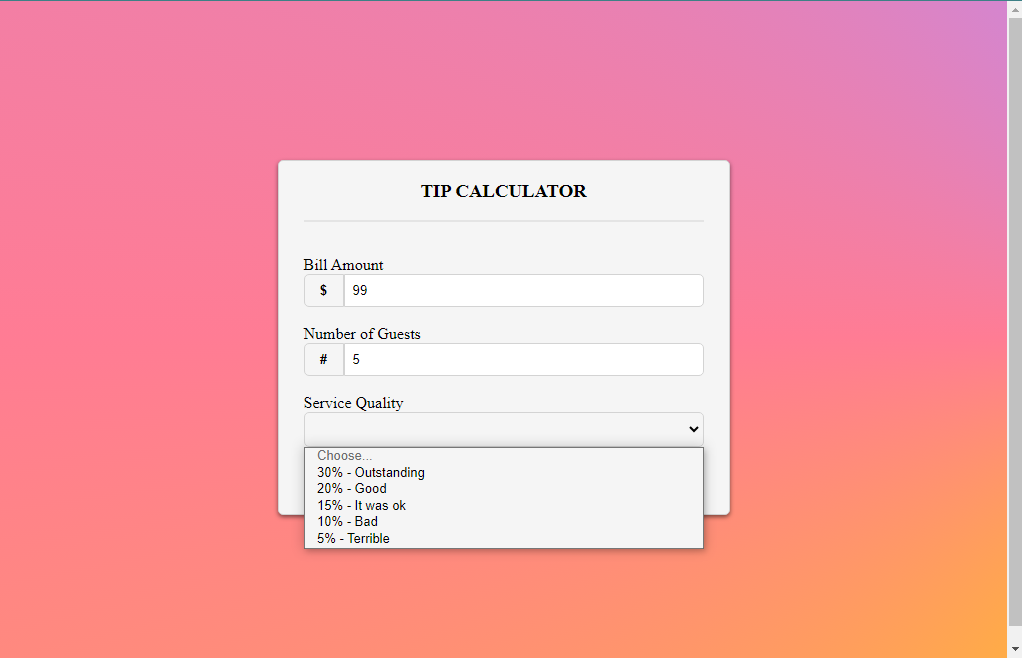 TIP CALCULATOR
Bill Amount
$ 99
Number of Guests
# 5
Service Quality
Choose...
30% - Outstanding
20% - Good
15% - It was ok
10% - Bad
5% - Terrible